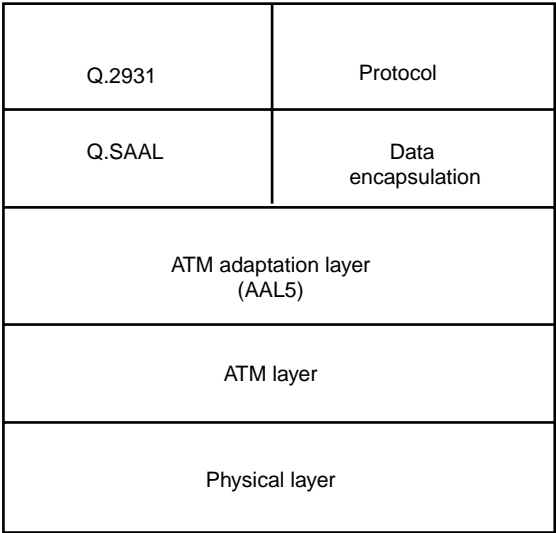 Q.2931
Protocol
Q.SAAL
Data
encapsulation
ATM adaptation layer
(AAL5)
ATM layer
Physical layer